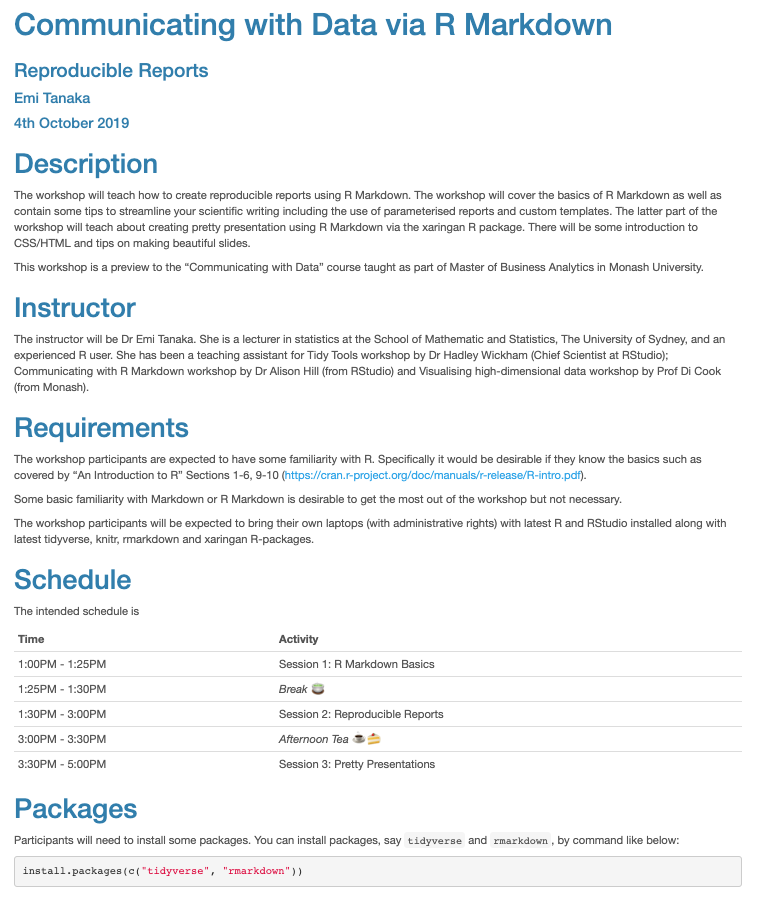 Communicating with Data via R Markdown
Reproducible Reports
Emi Tanaka
4th October 2019
Description
The workshop will teach how to create reproducible reports using R Markdown. The workshop will cover the basics of R Markdown as well as
contain some tips to streamline your scientific writing including the use of parameterised reports and custom templates. The latter part of the
workshop will teach about creating pretty presentation using R Markdown via the xaringan R package. There will be some introduction to
CSS/HTML and tips on making beautiful slides.
This workshop is a preview to the “Communicating with Data” course taught as part of Master of Business Analytics in Monash University.
Instructor
The instructor will be Dr Emi Tanaka. She is a lecturer in statistics at the School of Mathematic and Statistics, The University of Sydney, and an
experienced R user. She has been a teaching assistant for Tidy Tools workshop by Dr Hadley Wickham (Chief Scientist at RStudio);
Communicating with R Markdown workshop by Dr Alison Hill (from RStudio) and Visualising high-dimensional data workshop by Prof Di Cook
(from Monash).
Requirements
The workshop participants are expected to have some familiarity with R. Specifically it would be desirable if they know the basics such as
covered by “An Introduction to R” Sections 1-6, 9-10 (https://cran.r-project.org/doc/manuals/r-release/R-intro.pdf).
Some basic familiarity with Markdown or R Markdown is desirable to get the most out of the workshop but not necessary.
The workshop participants will be expected to bring their own laptops (with administrative rights) with latest R and RStudio installed along with
latest tidyverse, knitr, rmarkdown and xaringan R-packages.
Schedule
The intended schedule is
Time Activity
1:00PM - 1:25PM Session 1: R Markdown Basics
1:25PM - 1:30PM Break 🍵
1:30PM - 3:00PM Session 2: Reproducible Reports
3:00PM - 3:30PM Afternoon Tea ☕🍰
3:30PM - 5:00PM Session 3: Pretty Presentations
Packages
Participants will need to install some packages. You can install packages, say tidyverse and rmarkdown, by command like below:
install.packages(c("tidyverse", "rmarkdown"))